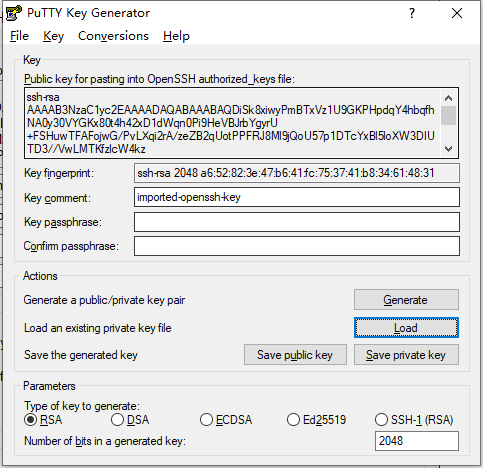 PuTTY Key Generator
File Key Conversions Help
Key
Public key for pasting into OpenSSH authorized_keys file:
ssh-rsa
AAAAB3NzaC1yc2EAAAADAQABAAABAQDiSk8xiwyPmBTxVz1U9GKPHpdqY4hbqfh
NA0y30VYGKx80t4h42xD1dWqn0Pi9HeVBJrbYgyrU
+FSHuwTFAFojwG/PvLXqi2rA/zeZB2qUotPPFRJ8Ml9jQoU57p1DTcYxBl5loXW3DIU
TD3//VwLMTKfzlcW4kz
Key fingerprint: ssh-rsa 2048 a6:52:82:3e:47:b6:41:fc:75:37:41:b8:34:61:48:31
Key comment: imported-openssh-key
Key passphrase:
Confirm passphrase:
Actions
Generate a public/private key pair Generate
Load an existing private key file Load
Save the generated key Save public key Save private key
Parameters
Type of key to generate:
RSA DSA ECDSA Ed25519 SSH-1 (RSA)
Number of bits in a generated key: 2048